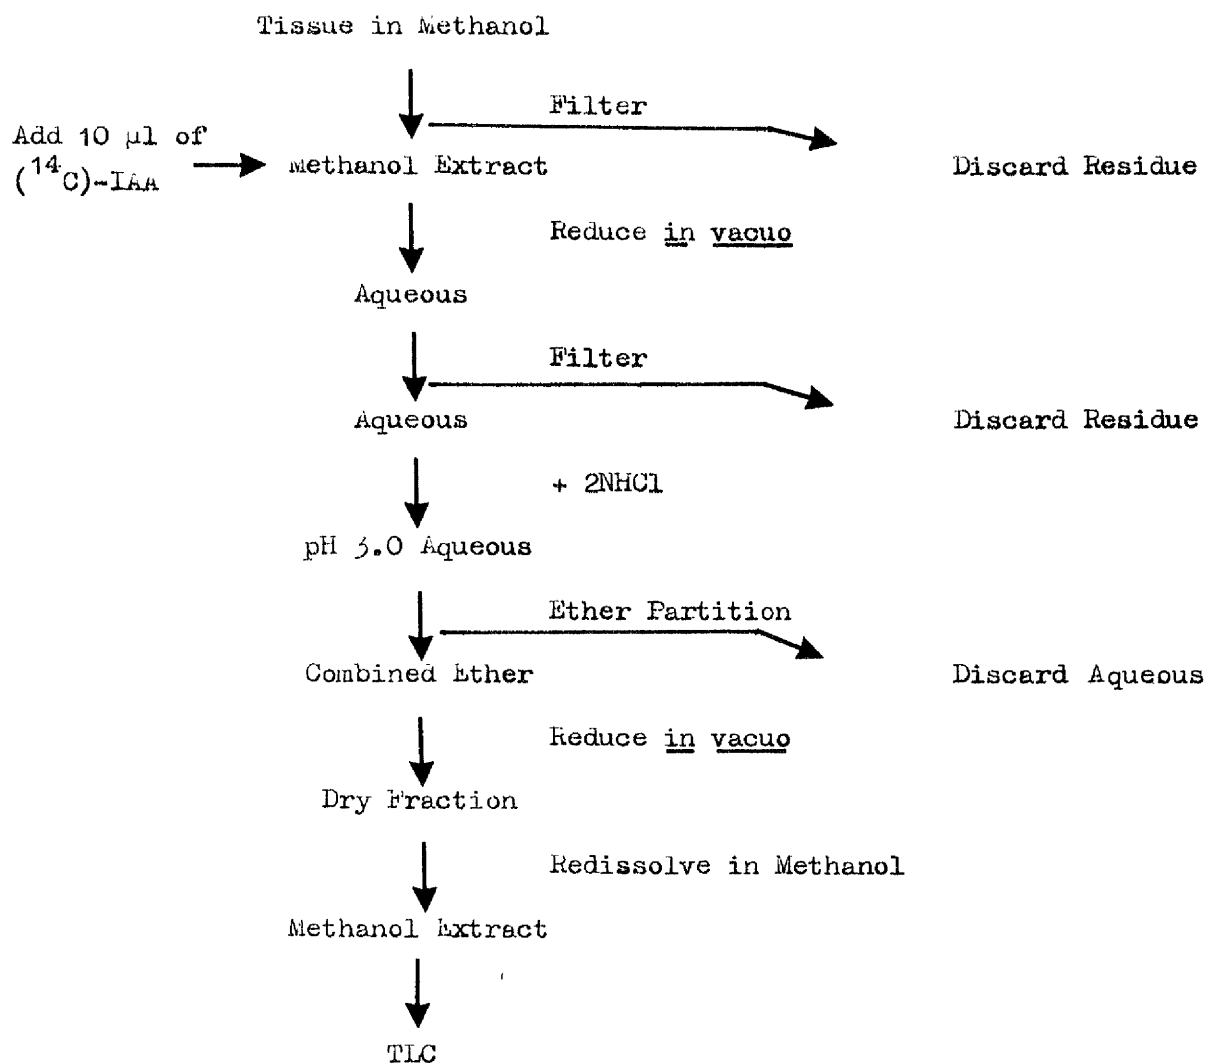 Tissue in Methanol
Filter
Add 10 μl of
(¹⁴C)-IAA
Methanol Extract
Discard Residue
Reduce in vacuo
Aqueous
Filter
Aqueous
Discard Residue
+ 2NHCl
pH 3.0 Aqueous
Ether Partition
Combined Ether
Discard Aqueous
Reduce in vacuo
Dry Fraction
Redissolve in Methanol
Methanol Extract
TLC